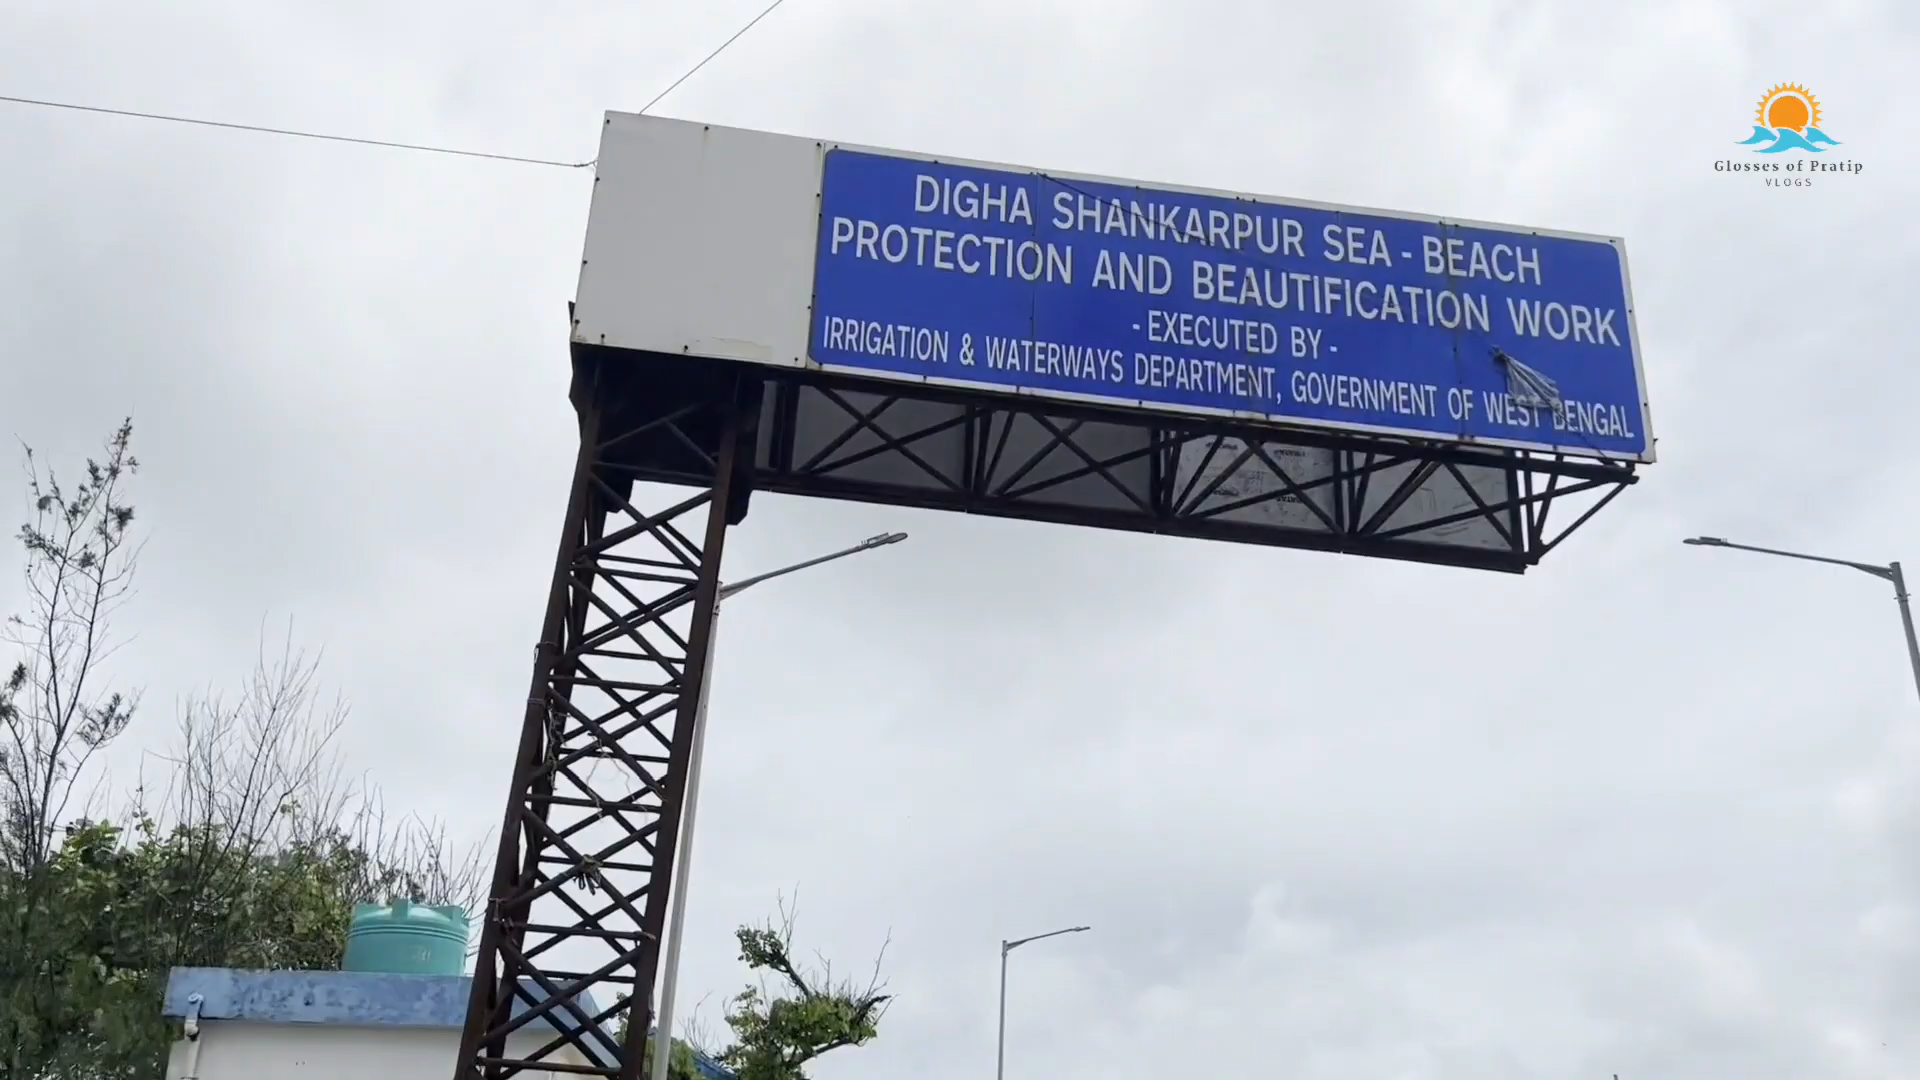 DIGHA SHANKARPUR SEA - BEACH
PROTECTION AND BEAUTIFICATION WORK
- EXECUTED BY -
IRRIGATION & WATERWAYS DEPARTMENT, GOVERNMENT OF WEST BENGAL
Glosses of Pratip
VLOGS